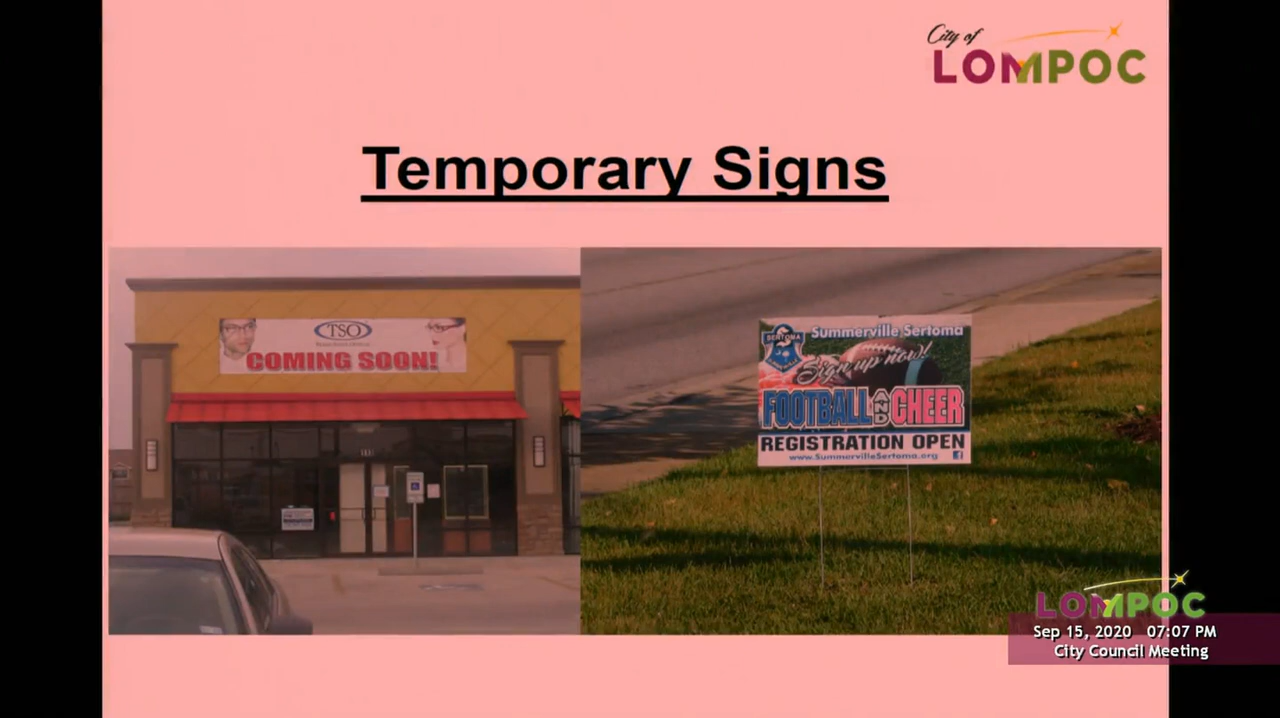 City of
LOMPOC
Temporary Signs
TSO
COMING SOON!
SERTOMA
Summerville Sertoma
Sign up now!
FOOTBALL AND CHEER
REGISTRATION OPEN
www.SummervilleSertoma.org
LOMPOC
Sep 15, 2020 07:07 PM
City Council Meeting